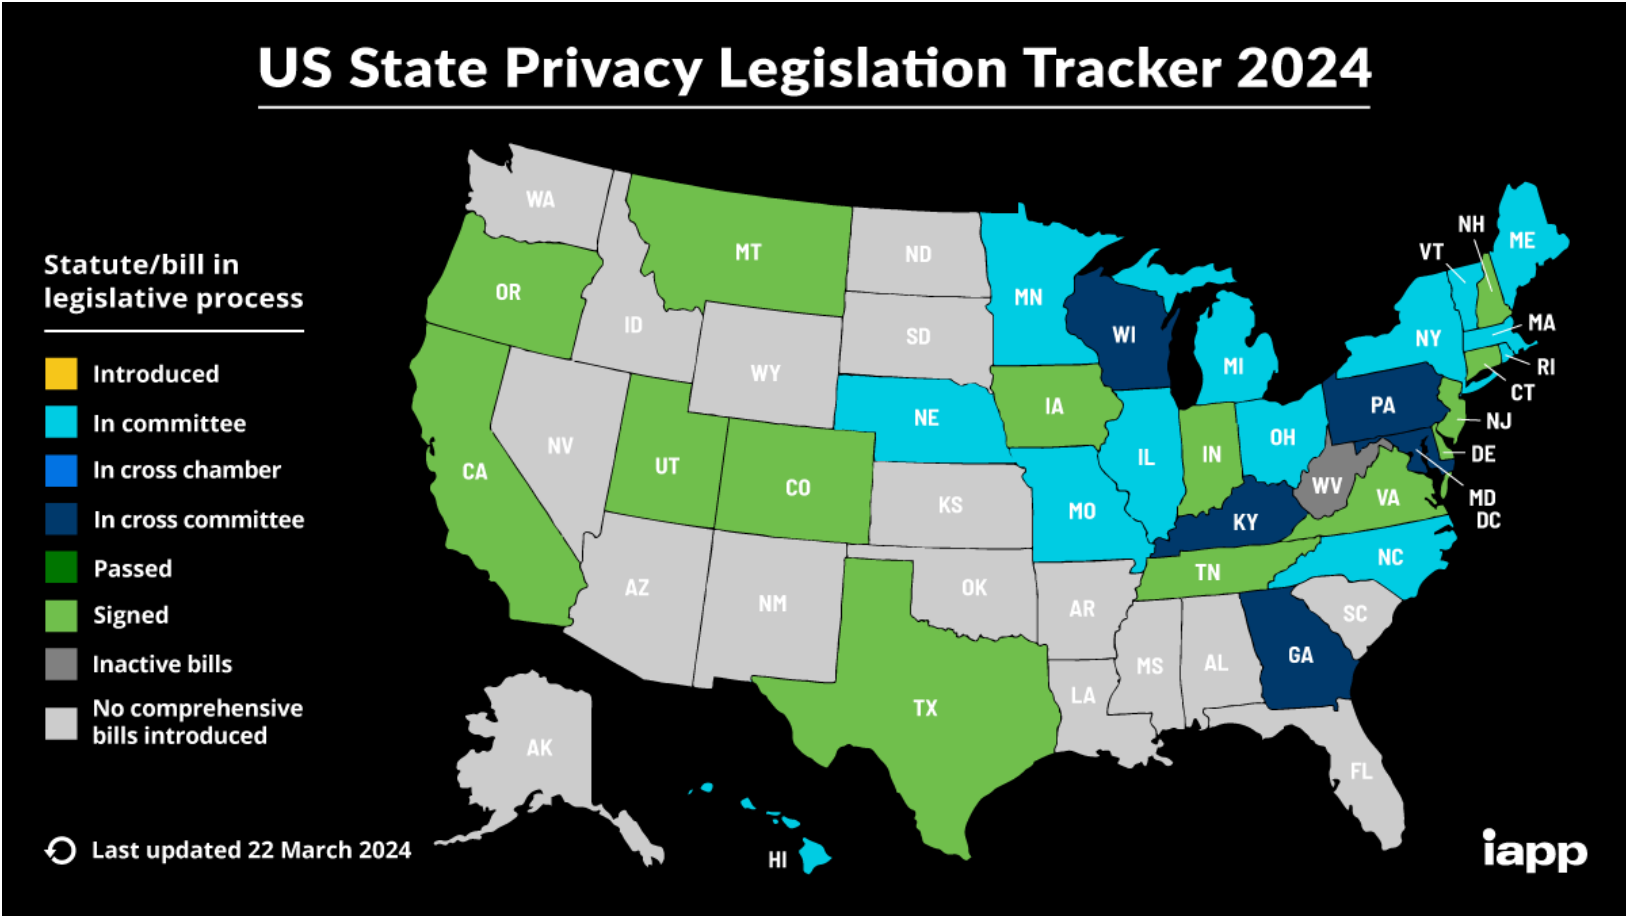 US State Privacy Legislation Tracker 2024
Statute/bill in
legislative process
Introduced
In committee
In cross chamber
In cross committee
Passed
Signed
Inactive bills
No comprehensive
bills introduced
Last updated 22 March 2024
WA
OR
CA
NV
ID
MT
WY
UT
CO
AZ
NM
ND
SD
NE
KS
OK
TX
MN
IA
MO
AR
LA
WI
IL
MI
IN
OH
KY
TN
MS
AL
GA
FL
SC
NC
VA
WV
PA
NY
VT
NH
ME
MA
RI
CT
NJ
DE
MD
DC
AK
HI
iapp